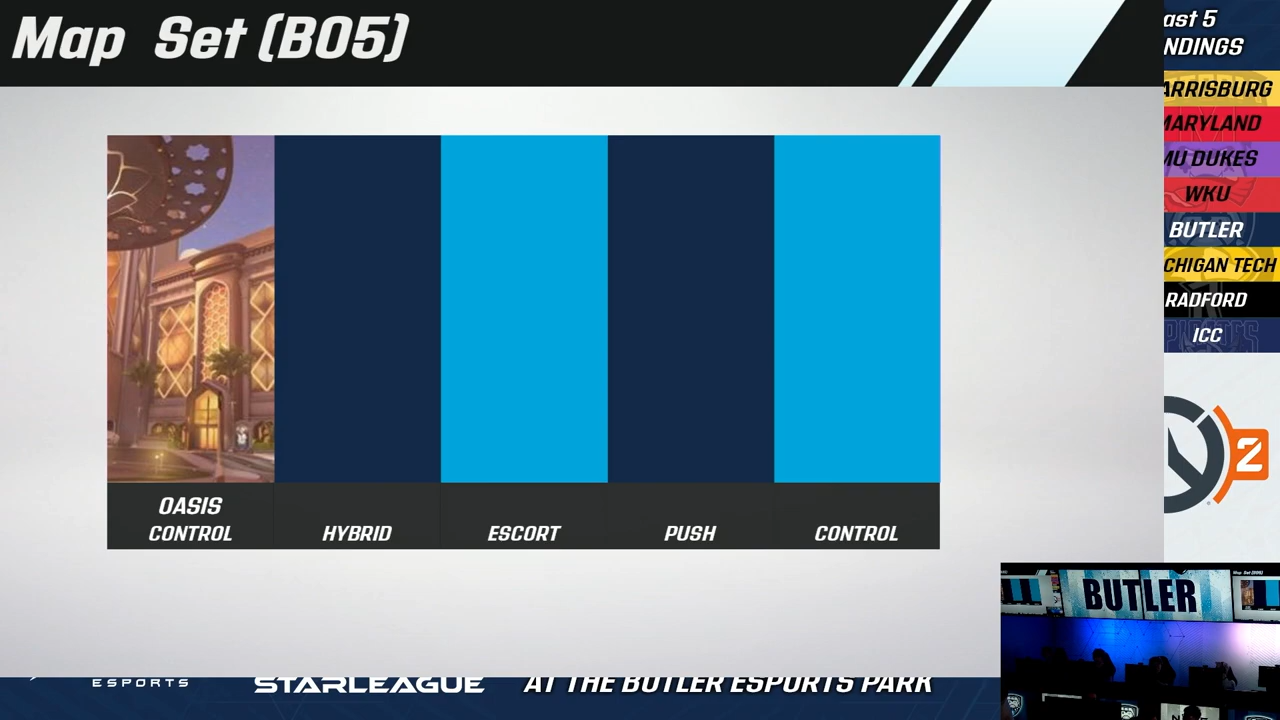 Map Set (BO5)
ast 5
NDINGS
ARRISBURG
MARYLAND
MU DUKES
WKU
BUTLER
CHIGAN TECH
RADFORD
ICC
2
OASIS
CONTROL
HYBRID
ESCORT
PUSH
CONTROL
BUTLER
ESPORTS
STARLEAGUE
AT THE BUTLER ESPORTS PARK